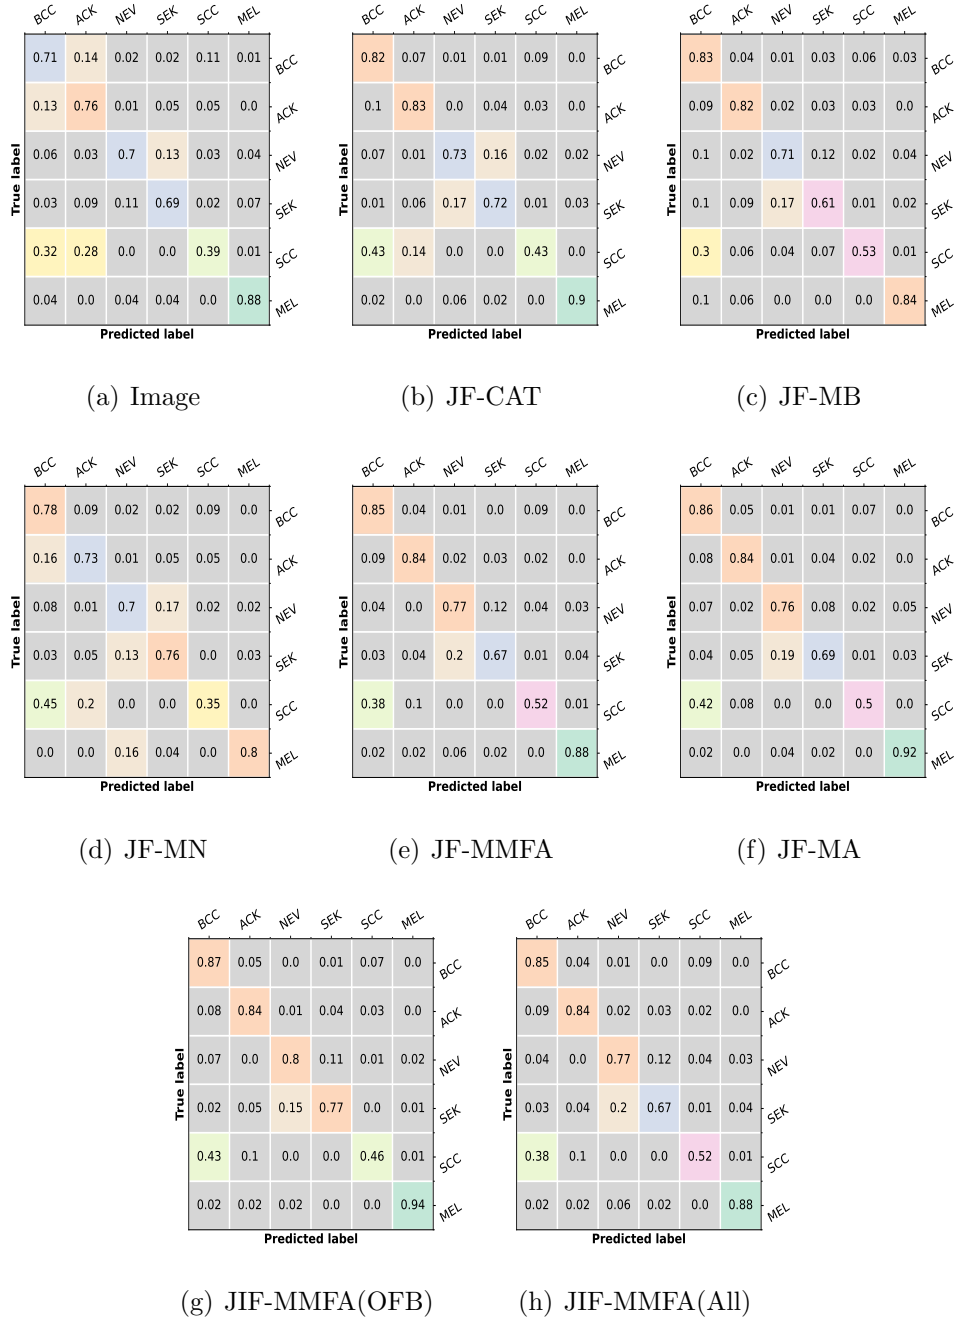 BCC ACK NEV SEK SCC MEL BCC ACK NEV SEK SCC MEL BCC ACK NEV SEK SCC MEL
0.71 0.14 0.02 0.02 0.11 0.01 BCC 0.82 0.07 0.01 0.01 0.09 0.0 BCC 0.83 0.04 0.01 0.03 0.06 0.03 BCC
0.13 0.76 0.01 0.05 0.05 0.0 ACK 0.1 0.83 0.0 0.04 0.03 0.0 ACK 0.09 0.82 0.02 0.03 0.03 0.0 ACK
True label 0.06 0.03 0.7 0.13 0.03 0.04 NEV True label 0.07 0.01 0.73 0.16 0.02 0.02 NEV True label 0.1 0.02 0.71 0.12 0.02 0.04 NEV
0.03 0.09 0.11 0.69 0.02 0.07 SEK 0.01 0.06 0.17 0.72 0.01 0.03 SEK 0.1 0.09 0.17 0.61 0.01 0.02 SEK
0.32 0.28 0.0 0.0 0.39 0.01 SCC 0.43 0.14 0.0 0.0 0.43 0.0 SCC 0.3 0.06 0.04 0.07 0.53 0.01 SCC
0.04 0.0 0.04 0.04 0.0 0.88 MEL 0.02 0.0 0.06 0.02 0.0 0.9 MEL 0.1 0.06 0.0 0.0 0.0 0.84 MEL
Predicted label Predicted label Predicted label
(a) Image (b) JF-CAT (c) JF-MB
BCC ACK NEV SEK SCC MEL BCC ACK NEV SEK SCC MEL BCC ACK NEV SEK SCC MEL
0.78 0.09 0.02 0.02 0.09 0.0 BCC 0.85 0.04 0.01 0.0 0.09 0.0 BCC 0.86 0.05 0.01 0.01 0.07 0.0 BCC
0.16 0.73 0.01 0.05 0.05 0.0 ACK 0.09 0.84 0.02 0.03 0.02 0.0 ACK 0.08 0.84 0.01 0.04 0.02 0.0 ACK
True label 0.08 0.01 0.7 0.17 0.02 0.02 NEV True label 0.04 0.0 0.77 0.12 0.04 0.03 NEV True label 0.07 0.02 0.76 0.08 0.02 0.05 NEV
0.03 0.05 0.13 0.76 0.0 0.03 SEK 0.03 0.04 0.2 0.67 0.01 0.04 SEK 0.04 0.05 0.19 0.69 0.01 0.03 SEK
0.45 0.2 0.0 0.0 0.35 0.0 SCC 0.38 0.1 0.0 0.0 0.52 0.01 SCC 0.42 0.08 0.0 0.0 0.5 0.0 SCC
0.0 0.0 0.16 0.04 0.0 0.8 MEL 0.02 0.02 0.06 0.02 0.0 0.88 MEL 0.02 0.0 0.04 0.02 0.0 0.92 MEL
Predicted label Predicted label Predicted label
(d) JF-MN (e) JF-MMFA (f) JF-MA
BCC ACK NEV SEK SCC MEL BCC ACK NEV SEK SCC MEL
0.87 0.05 0.0 0.01 0.07 0.0 BCC 0.85 0.04 0.01 0.0 0.09 0.0 BCC
0.08 0.84 0.01 0.04 0.03 0.0 ACK 0.09 0.84 0.02 0.03 0.02 0.0 ACK
True label 0.07 0.0 0.8 0.11 0.01 0.02 NEV True label 0.04 0.0 0.77 0.12 0.04 0.03 NEV
0.02 0.05 0.15 0.77 0.0 0.01 SEK 0.03 0.04 0.2 0.67 0.01 0.04 SEK
0.43 0.1 0.0 0.0 0.46 0.01 SCC 0.38 0.1 0.0 0.0 0.52 0.01 SCC
0.02 0.02 0.02 0.0 0.0 0.94 MEL 0.02 0.02 0.06 0.02 0.0 0.88 MEL
Predicted label Predicted label
(g) JIF-MMFA(OFB) (h) JIF-MMFA(All)